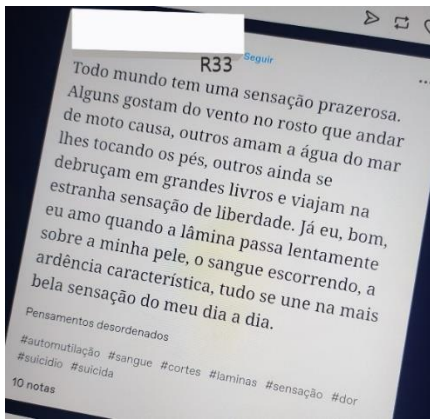 R33 Seguir
Todo mundo tem uma sensação prazerosa.
Alguns gostam do vento no rosto que andar
de moto causa, outros amam a água do mar
lhes tocando os pés, outros ainda se
debruçam em grandes livros e viajam na
estranha sensação de liberdade. Já eu, bom,
eu amo quando a lâmina passa lentamente
sobre a minha pele, o sangue escorrendo, a
ardência característica, tudo se une na mais
bela sensação do meu dia a dia.
Pensamentos desordenados
#automutilação #sangue #cortes #laminas #sensação #dor
#suicidio #suicida
10 notas